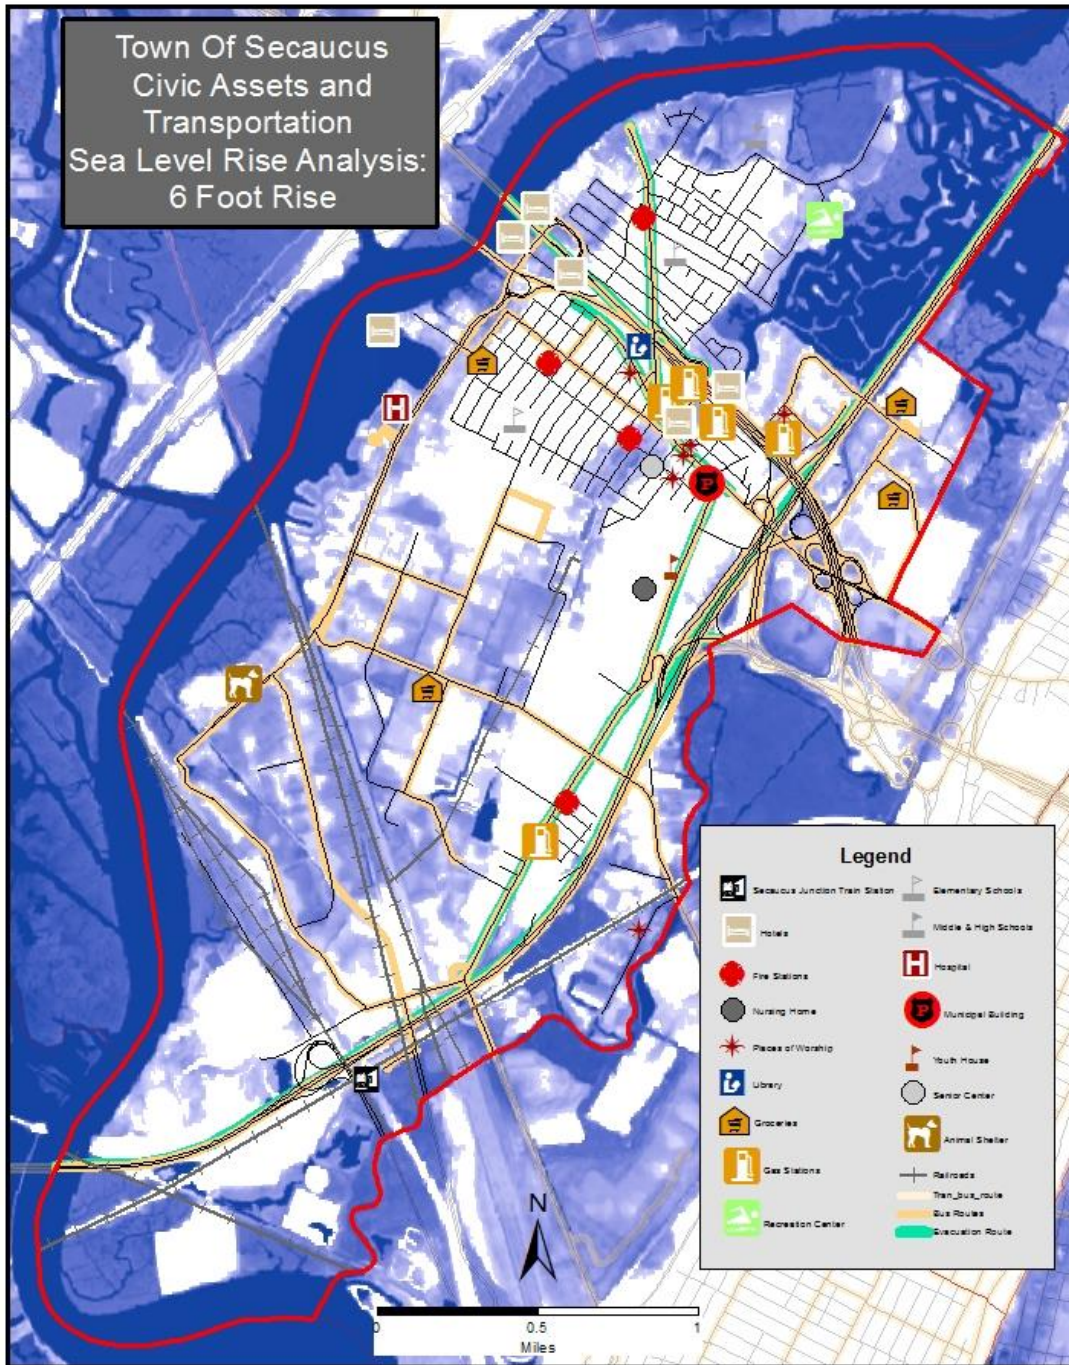 Town Of Secaucus
Civic Assets and
Transportation
Sea Level Rise Analysis:
6 Foot Rise
H
P
Legend
Secaucus Junction Train Station
Elementary Schools
Hotels
Middle & High Schools
Fire Stations
H
Hospital
Nursing Home
P
Municipal Building
Places of Worship
Youth House
Library
Senior Center
Groceries
Animal Shelter
Gas Stations
Railroads
Tran_bus_route
Bus Routes
Recreation Center
Evacuation Route
N
0
0.5
1
Miles